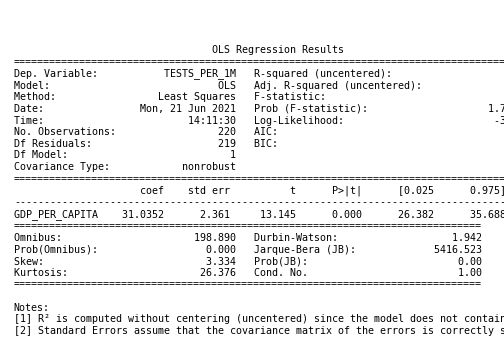 OLS Regression Results
==================================================================================
Dep. Variable: TESTS_PER_1M R-squared (uncentered):
Model: OLS Adj. R-squared (uncentered):
Method: Least Squares F-statistic:
Date: Mon, 21 Jun 2021 Prob (F-statistic): 1.7
Time: 14:11:30 Log-Likelihood: -3
No. Observations: 220 AIC:
Df Residuals: 219 BIC:
Df Model: 1
Covariance Type: nonrobust
==================================================================================
coef std err t P>|t| [0.025 0.975]
----------------------------------------------------------------------------------
GDP_PER_CAPITA 31.0352 2.361 13.145 0.000 26.382 35.688
==============================================================================
Omnibus: 198.890 Durbin-Watson: 1.942
Prob(Omnibus): 0.000 Jarque-Bera (JB): 5416.523
Skew: 3.334 Prob(JB): 0.00
Kurtosis: 26.376 Cond. No. 1.00
==============================================================================
Notes:
[1] R² is computed without centering (uncentered) since the model does not contain
[2] Standard Errors assume that the covariance matrix of the errors is correctly s